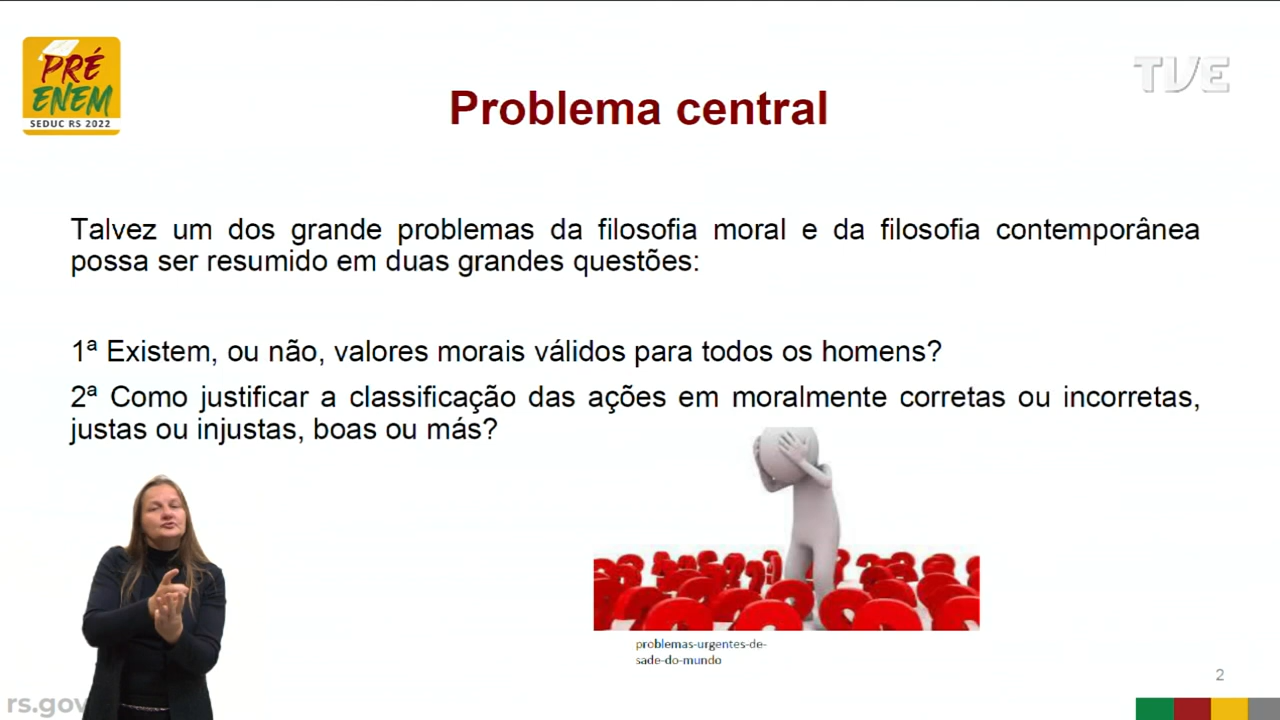 PRÉ
ENEM
SEDUC RS 2022
TVE
Problema central
Talvez um dos grande problemas da filosofia moral e da filosofia contemporânea
possa ser resumido em duas grandes questões:
1ª Existem, ou não, valores morais válidos para todos os homens?
2ª Como justificar a classificação das ações em moralmente corretas ou incorretas,
justas ou injustas, boas ou más?
problemas-urgentes-de-
sade-do-mundo
2
rs.gov